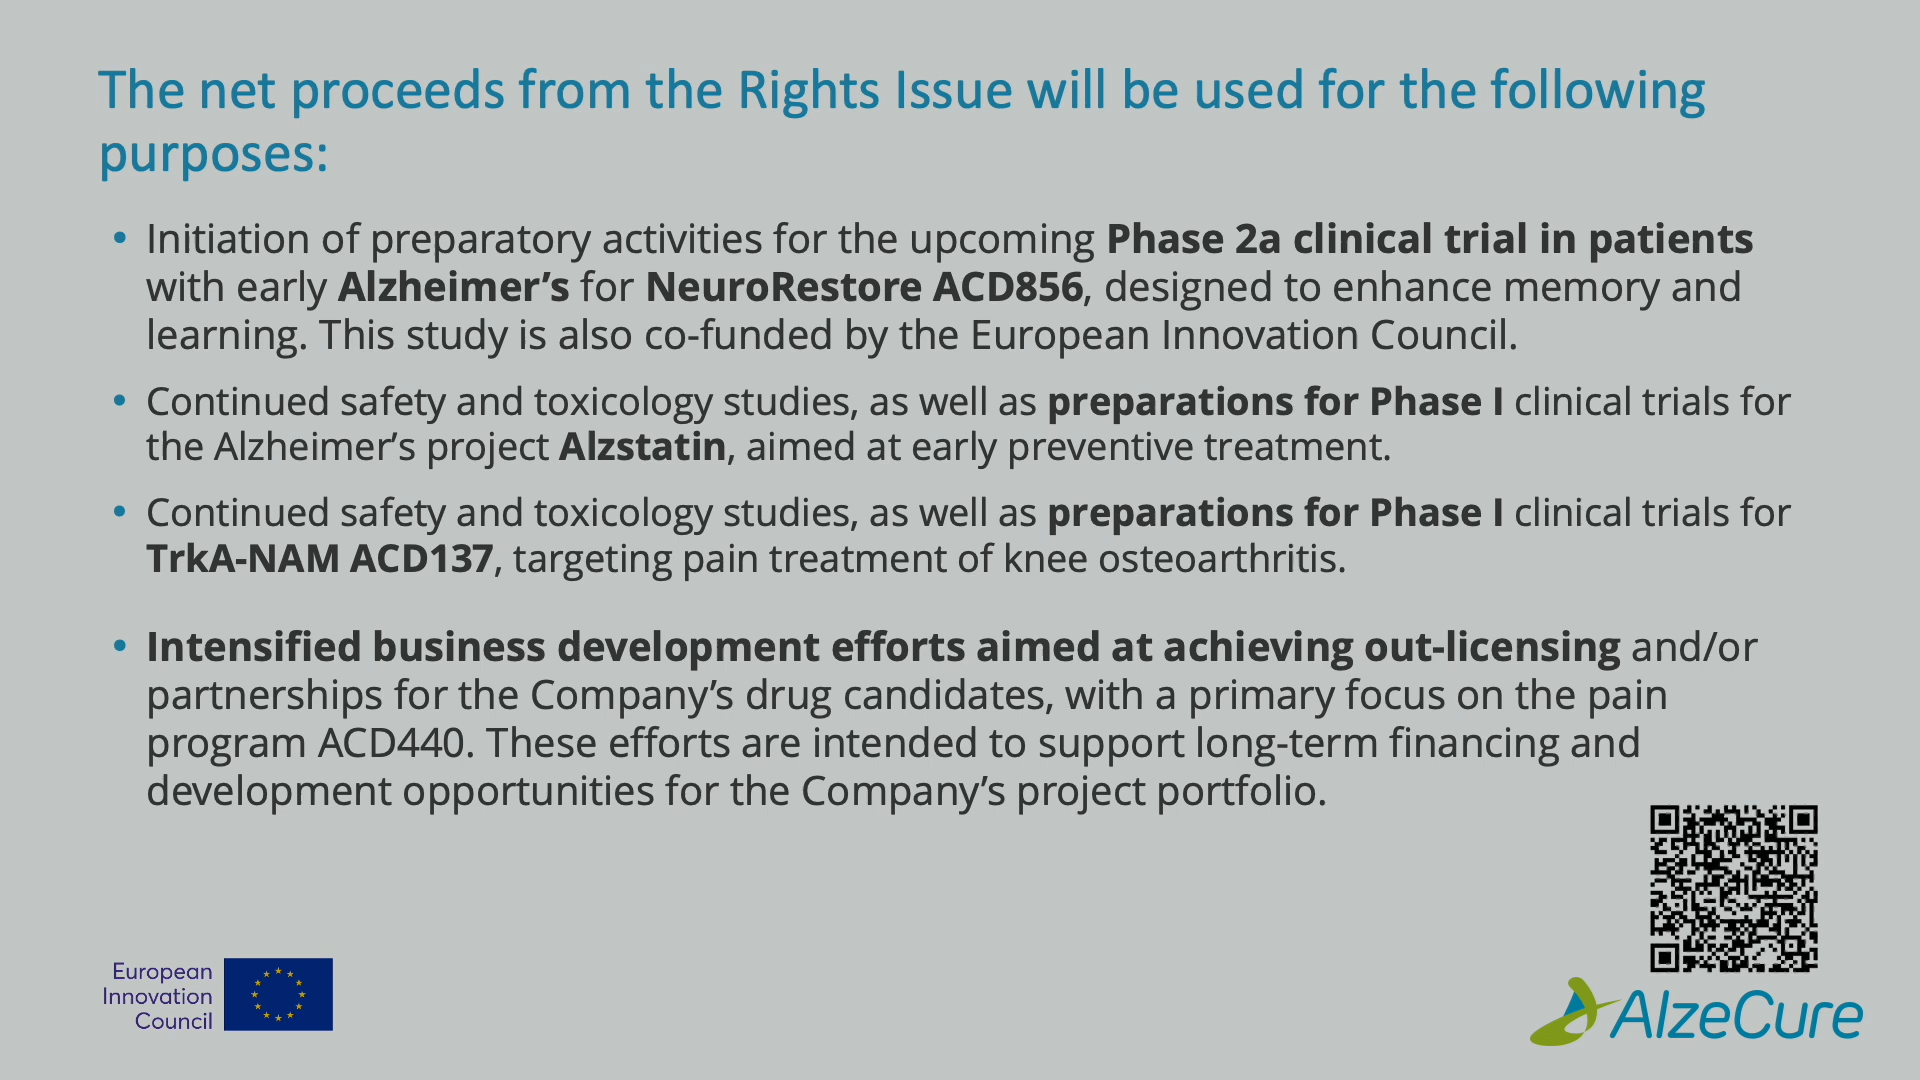 The net proceeds from the Rights Issue will be used for the following
purposes:
• Initiation of preparatory activities for the upcoming Phase 2a clinical trial in patients
with early Alzheimer’s for NeuroRestore ACD856, designed to enhance memory and
learning. This study is also co-funded by the European Innovation Council.
• Continued safety and toxicology studies, as well as preparations for Phase I clinical trials for
the Alzheimer’s project Alzstatin, aimed at early preventive treatment.
• Continued safety and toxicology studies, as well as preparations for Phase I clinical trials for
TrkA-NAM ACD137, targeting pain treatment of knee osteoarthritis.
• Intensified business development efforts aimed at achieving out-licensing and/or
partnerships for the Company’s drug candidates, with a primary focus on the pain
program ACD440. These efforts are intended to support long-term financing and
development opportunities for the Company’s project portfolio.
European
Innovation
Council
AlzeCure